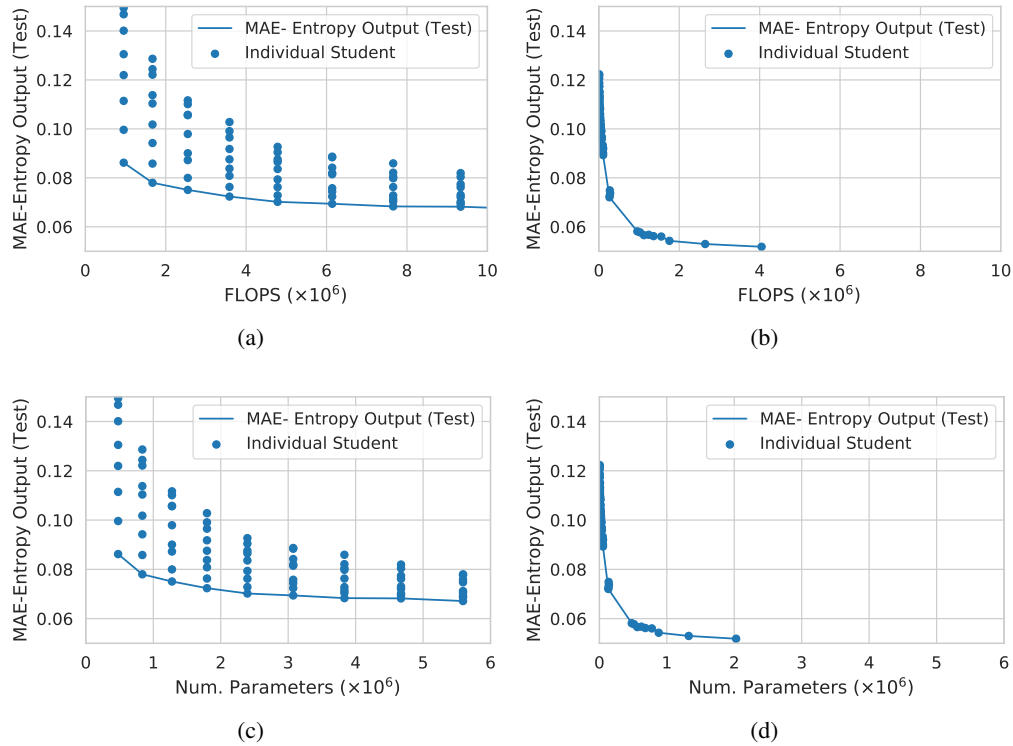 MAE-Entropy Output (Test)
0.14
0.12
0.10
0.08
0.06
MAE- Entropy Output (Test)
Individual Student
0 2 4 6 8 10
FLOPS (×10⁶)
(a)
MAE-Entropy Output (Test)
0.14
0.12
0.10
0.08
0.06
MAE- Entropy Output (Test)
Individual Student
0 2 4 6 8 10
FLOPS (×10⁶)
(b)
MAE-Entropy Output (Test)
0.14
0.12
0.10
0.08
0.06
MAE- Entropy Output (Test)
Individual Student
0 1 2 3 4 5 6
Num. Parameters (×10⁶)
(c)
MAE-Entropy Output (Test)
0.14
0.12
0.10
0.08
0.06
MAE- Entropy Output (Test)
Individual Student
0 1 2 3 4 5 6
Num. Parameters (×10⁶)
(d)